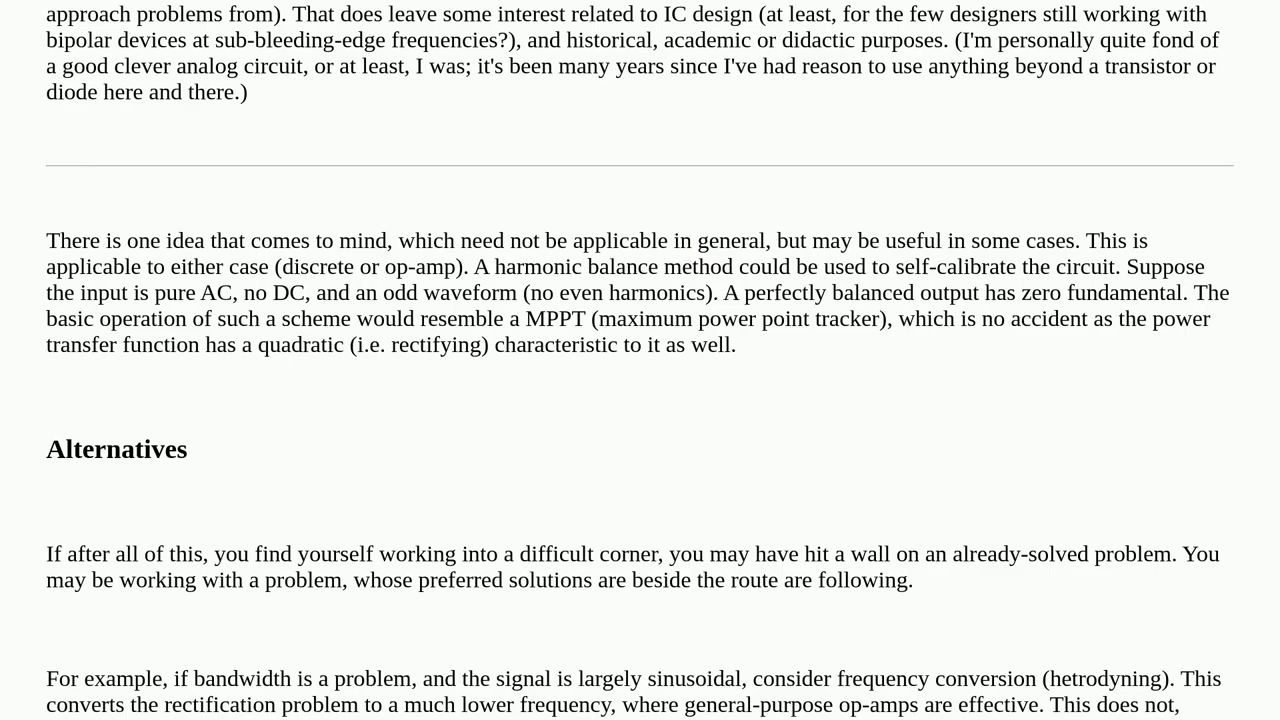 approach problems from). That does leave some interest related to IC design (at least, for the few designers still working with
bipolar devices at sub-bleeding-edge frequencies?), and historical, academic or didactic purposes. (I'm personally quite fond of
a good clever analog circuit, or at least, I was; it's been many years since I've had reason to use anything beyond a transistor or
diode here and there.)
There is one idea that comes to mind, which need not be applicable in general, but may be useful in some cases. This is
applicable to either case (discrete or op-amp). A harmonic balance method could be used to self-calibrate the circuit. Suppose
the input is pure AC, no DC, and an odd waveform (no even harmonics). A perfectly balanced output has zero fundamental. The
basic operation of such a scheme would resemble a MPPT (maximum power point tracker), which is no accident as the power
transfer function has a quadratic (i.e. rectifying) characteristic to it as well.
Alternatives
If after all of this, you find yourself working into a difficult corner, you may have hit a wall on an already-solved problem. You
may be working with a problem, whose preferred solutions are beside the route are following.
For example, if bandwidth is a problem, and the signal is largely sinusoidal, consider frequency conversion (hetrodyning). This
converts the rectification problem to a much lower frequency, where general-purpose op-amps are effective. This does not,